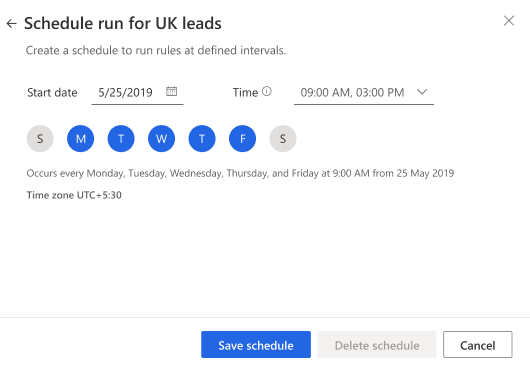 ← Schedule run for UK leads
Create a schedule to run rules at defined intervals.
Start date 5/25/2019 Time 09:00 AM, 03:00 PM
S M T W T F S
Occurs every Monday, Tuesday, Wednesday, Thursday, and Friday at 9:00 AM from 25 May 2019
Time zone UTC+5:30
Save schedule Delete schedule Cancel